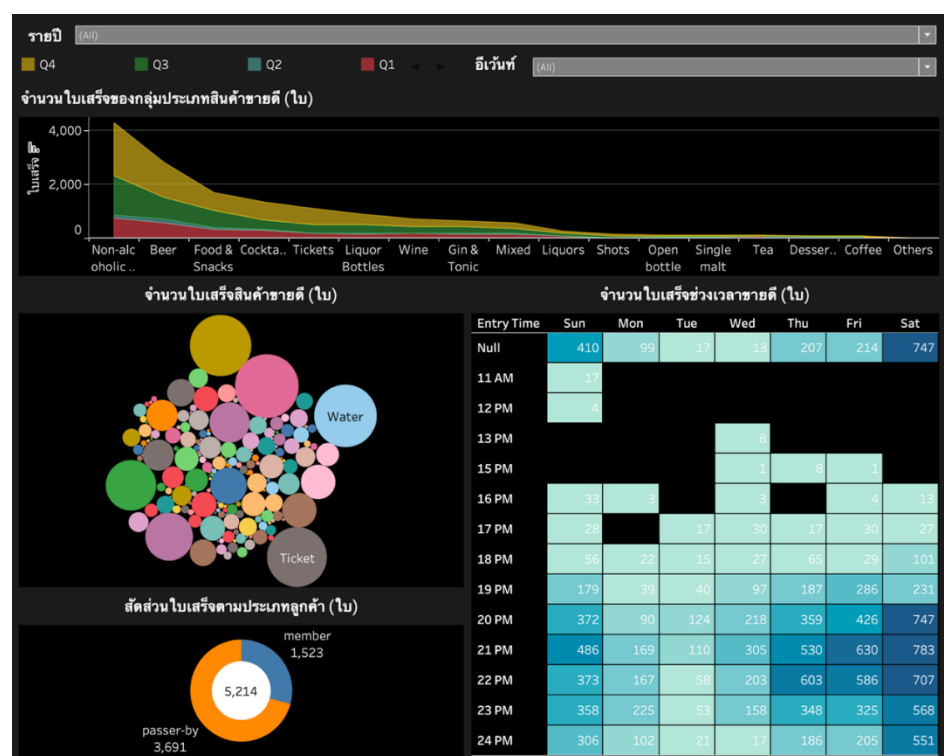 รายปี (All)
Q4 Q3 Q2 Q1 อีเว้นท์ (All)
จำนวนใบเสร็จของกลุ่มประเภทสินค้าขายดี (ใบ)
ใบเสร็จ
4,000
2,000
0
Non-alc Beer Food & Cockta.. Tickets Liquor Wine Gin & Mixed Liquors Shots Open Single Tea Desser.. Coffee Others
oholic .. Snacks Bottles Tonic bottle malt
จำนวนใบเสร็จสินค้าขายดี (ใบ)
Water
Ticket
สัดส่วนใบเสร็จตามประเภทลูกค้า (ใบ)
member
1,523
5,214
passer-by
3,691
จำนวนใบเสร็จช่วงเวลาขายดี (ใบ)
Entry Time Sun Mon Tue Wed Thu Fri Sat
Null 410 99 17 13 207 214 747
11 AM 17
12 PM 4
13 PM 8
15 PM 1 8 1
16 PM 33 3 3 4 13
17 PM 28 17 30 17 30 27
18 PM 56 22 15 27 65 29 101
19 PM 179 39 40 97 187 286 231
20 PM 372 90 124 218 359 426 747
21 PM 486 169 110 305 530 630 783
22 PM 373 167 58 203 603 586 707
23 PM 358 225 53 158 348 325 568
24 PM 306 102 21 17 186 205 551